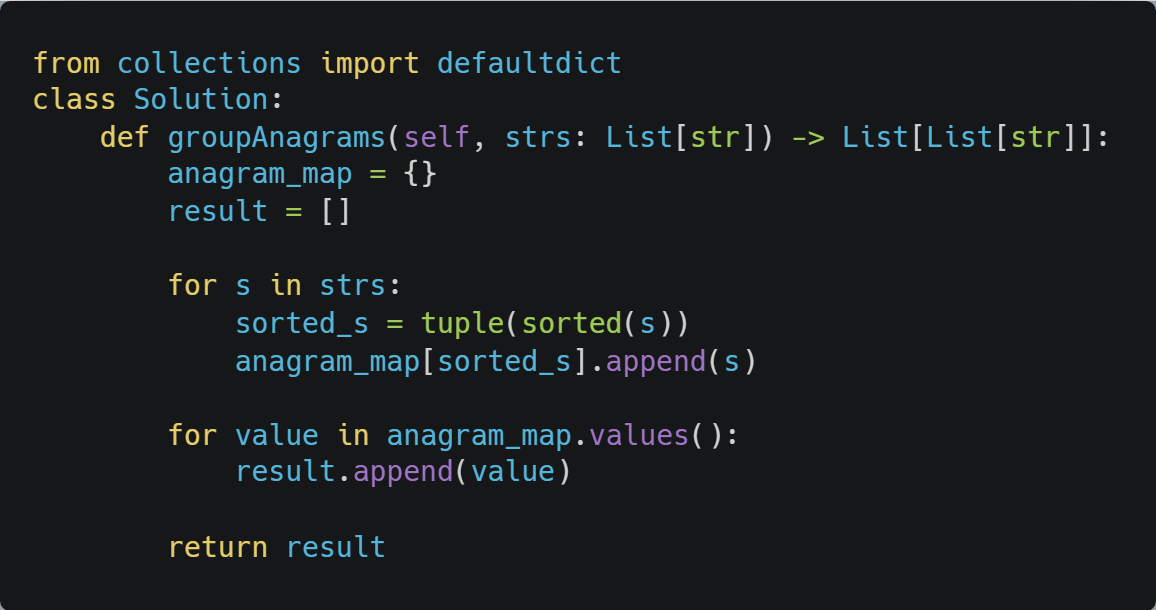 from collections import defaultdict
class Solution:
    def groupAnagrams(self, strs: List[str]) -> List[List[str]]:
        anagram_map = {}
        result = []

        for s in strs:
            sorted_s = tuple(sorted(s))
            anagram_map[sorted_s].append(s)

        for value in anagram_map.values():
            result.append(value)

        return result